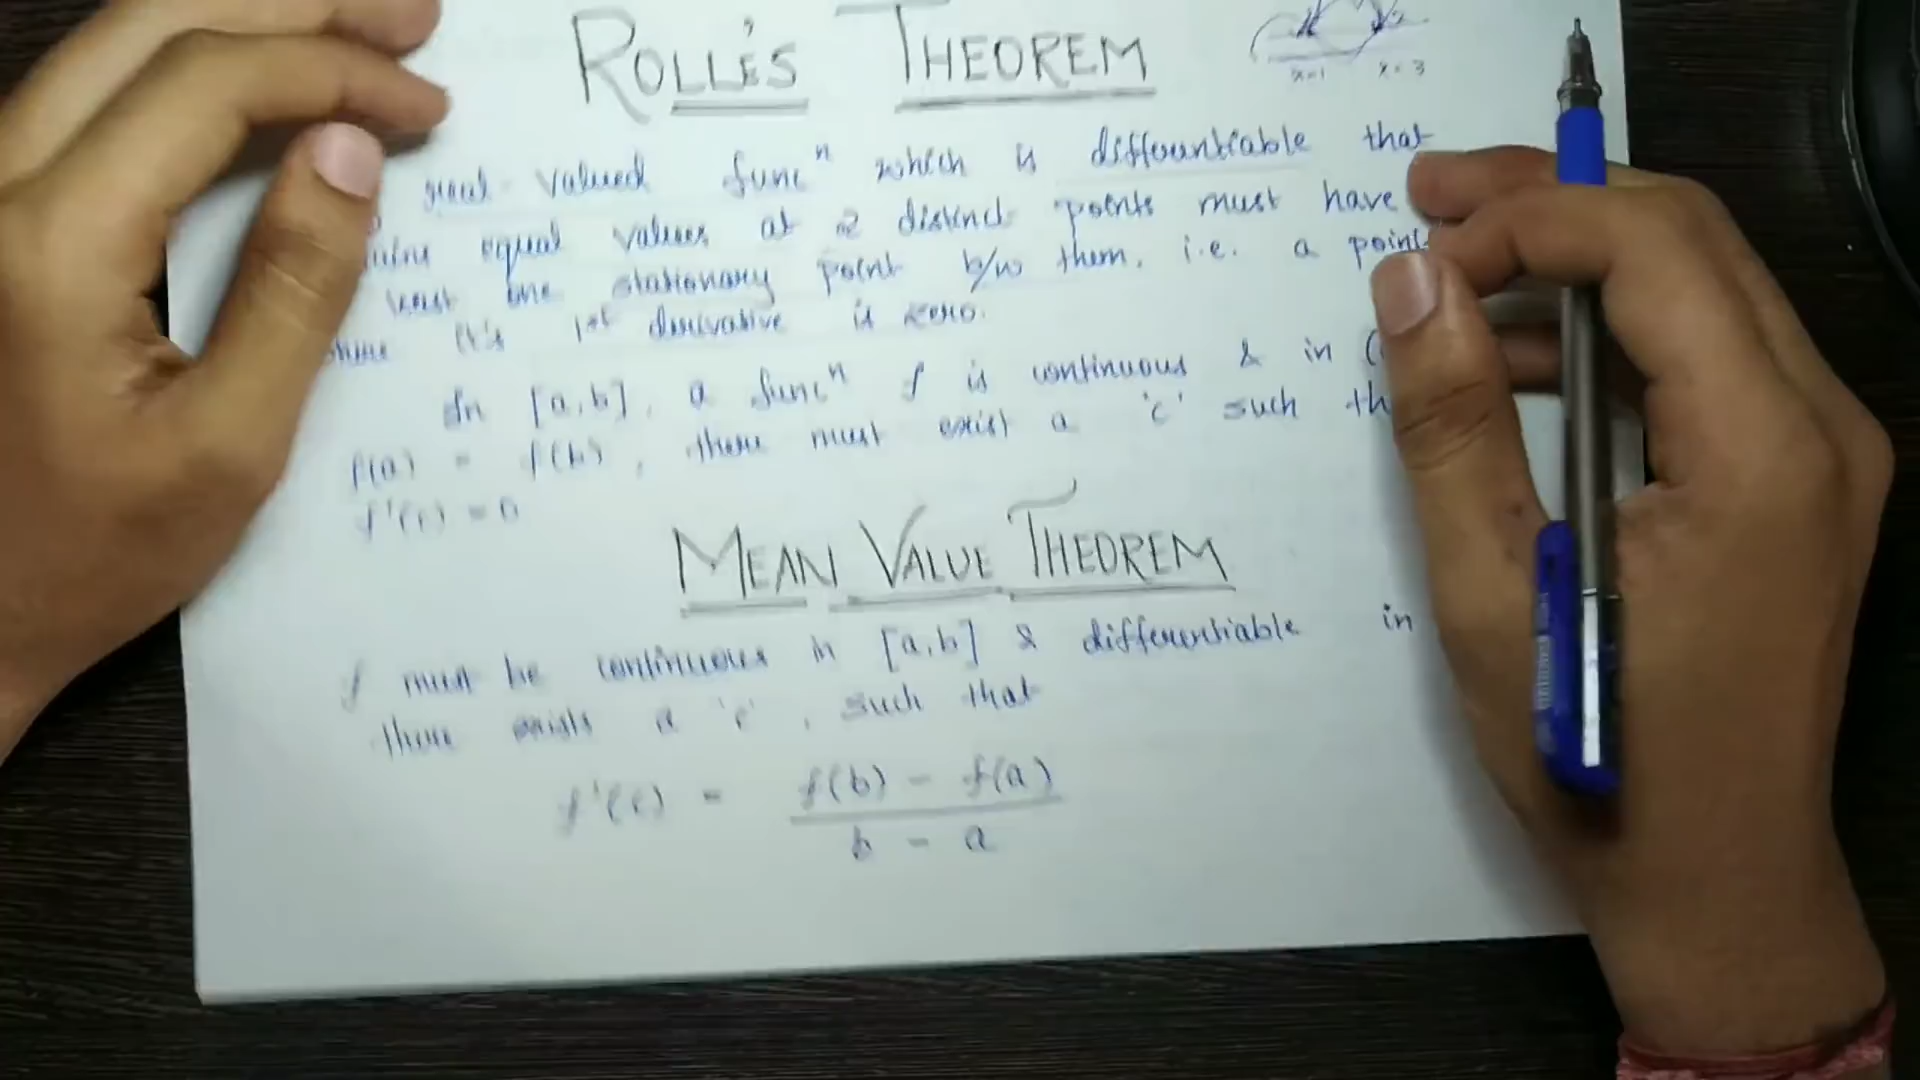 ROLLE'S THEOREM
x=1 x=3
real valued funcⁿ which is differentiable that
equal values at 2 distinct points must have
least one stationary point b/w them. i.e. a point
where it's 1st derivative is zero.
In [a,b], a funcⁿ f is continuous & in (
f(a) = f(b), there must exist a 'c' such th
f'(c) = 0
MEAN VALUE THEOREM
f must be continuous in [a,b] & differentiable in
there exists a 'c', such that
f'(c) = f(b) - f(a)
b - a